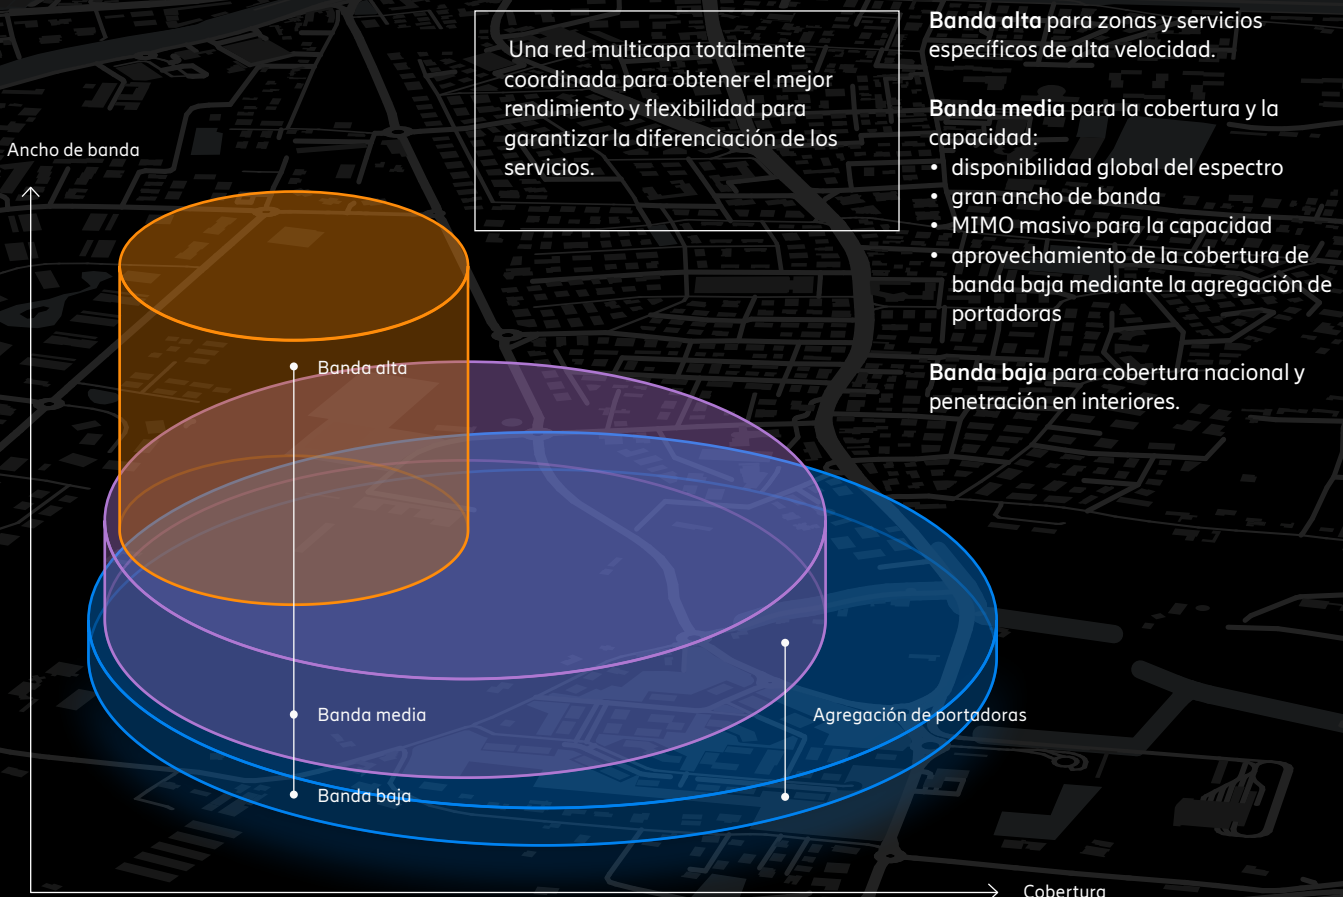 Una red multicapa totalmente
coordinada para obtener el mejor
rendimiento y flexibilidad para
garantizar la diferenciación de los
servicios.
Banda alta para zonas y servicios
específicos de alta velocidad.
Banda media para la cobertura y la
capacidad:
• disponibilidad global del espectro
• gran ancho de banda
• MIMO masivo para la capacidad
• aprovechamiento de la cobertura de
banda baja mediante la agregación de
portadoras
Banda baja para cobertura nacional y
penetración en interiores.
Ancho de banda
Banda alta
Banda media
Agregación de portadoras
Banda baja
Cobertura